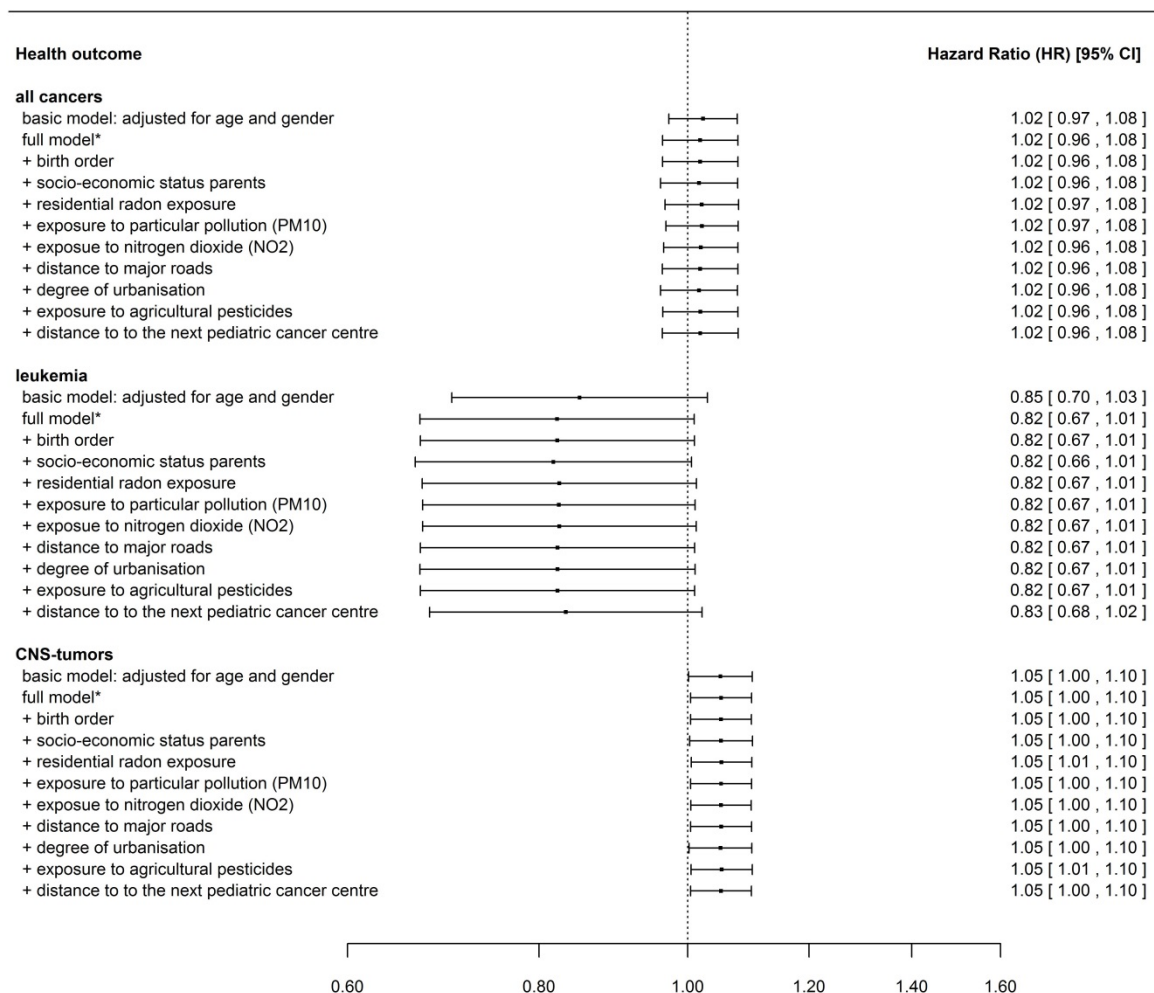 Health outcome Hazard Ratio (HR) [95% CI]
all cancers
basic model: adjusted for age and gender 1.02 [ 0.97 , 1.08 ]
full model* 1.02 [ 0.96 , 1.08 ]
+ birth order 1.02 [ 0.96 , 1.08 ]
+ socio-economic status parents 1.02 [ 0.96 , 1.08 ]
+ residential radon exposure 1.02 [ 0.97 , 1.08 ]
+ exposure to particular pollution (PM10) 1.02 [ 0.97 , 1.08 ]
+ exposue to nitrogen dioxide (NO2) 1.02 [ 0.96 , 1.08 ]
+ distance to major roads 1.02 [ 0.96 , 1.08 ]
+ degree of urbanisation 1.02 [ 0.96 , 1.08 ]
+ exposure to agricultural pesticides 1.02 [ 0.96 , 1.08 ]
+ distance to to the next pediatric cancer centre 1.02 [ 0.96 , 1.08 ]
leukemia
basic model: adjusted for age and gender 0.85 [ 0.70 , 1.03 ]
full model* 0.82 [ 0.67 , 1.01 ]
+ birth order 0.82 [ 0.67 , 1.01 ]
+ socio-economic status parents 0.82 [ 0.66 , 1.01 ]
+ residential radon exposure 0.82 [ 0.67 , 1.01 ]
+ exposure to particular pollution (PM10) 0.82 [ 0.67 , 1.01 ]
+ exposue to nitrogen dioxide (NO2) 0.82 [ 0.67 , 1.01 ]
+ distance to major roads 0.82 [ 0.67 , 1.01 ]
+ degree of urbanisation 0.82 [ 0.67 , 1.01 ]
+ exposure to agricultural pesticides 0.82 [ 0.67 , 1.01 ]
+ distance to to the next pediatric cancer centre 0.83 [ 0.68 , 1.02 ]
CNS-tumors
basic model: adjusted for age and gender 1.05 [ 1.00 , 1.10 ]
full model* 1.05 [ 1.00 , 1.10 ]
+ birth order 1.05 [ 1.00 , 1.10 ]
+ socio-economic status parents 1.05 [ 1.00 , 1.10 ]
+ residential radon exposure 1.05 [ 1.01 , 1.10 ]
+ exposure to particular pollution (PM10) 1.05 [ 1.00 , 1.10 ]
+ exposue to nitrogen dioxide (NO2) 1.05 [ 1.00 , 1.10 ]
+ distance to major roads 1.05 [ 1.00 , 1.10 ]
+ degree of urbanisation 1.05 [ 1.00 , 1.10 ]
+ exposure to agricultural pesticides 1.05 [ 1.01 , 1.10 ]
+ distance to to the next pediatric cancer centre 1.05 [ 1.00 , 1.10 ]
0.60 0.80 1.00 1.20 1.40 1.60